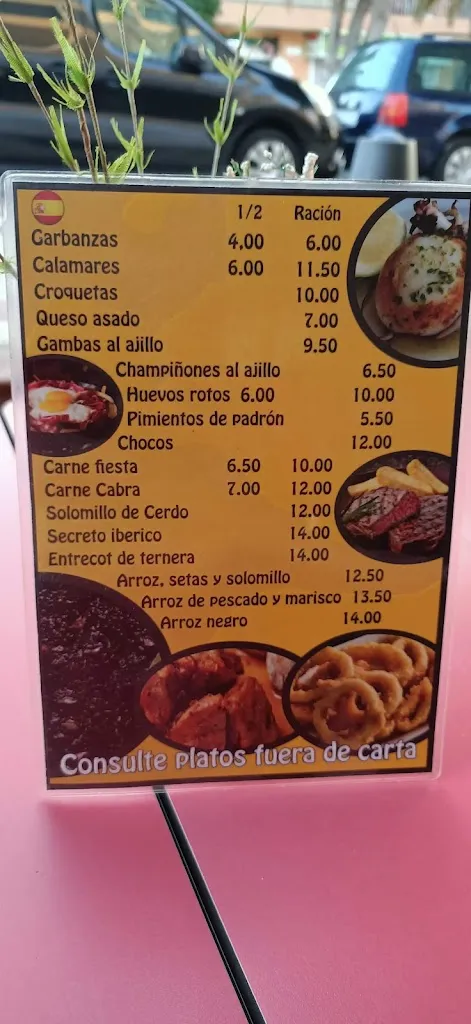 1/2 Ración
Garbanzas 4.00 6.00
Calamares 6.00 11.50
Croquetas 10.00
Queso asado 7.00
Gambas al ajillo 9.50
Champiñones al ajillo 6.50
Huevos rotos 6.00 10.00
Pimientos de padrón 5.50
Chocos 12.00
Carne fiesta 6.50 10.00
Carne Cabra 7.00 12.00
Solomillo de Cerdo 12.00
Secreto iberico 14.00
Entrecot de ternera 14.00
Arroz, setas y solomillo 12.50
Arroz de pescado y marisco 13.50
Arroz negro 14.00
Consulte platos fuera de carta